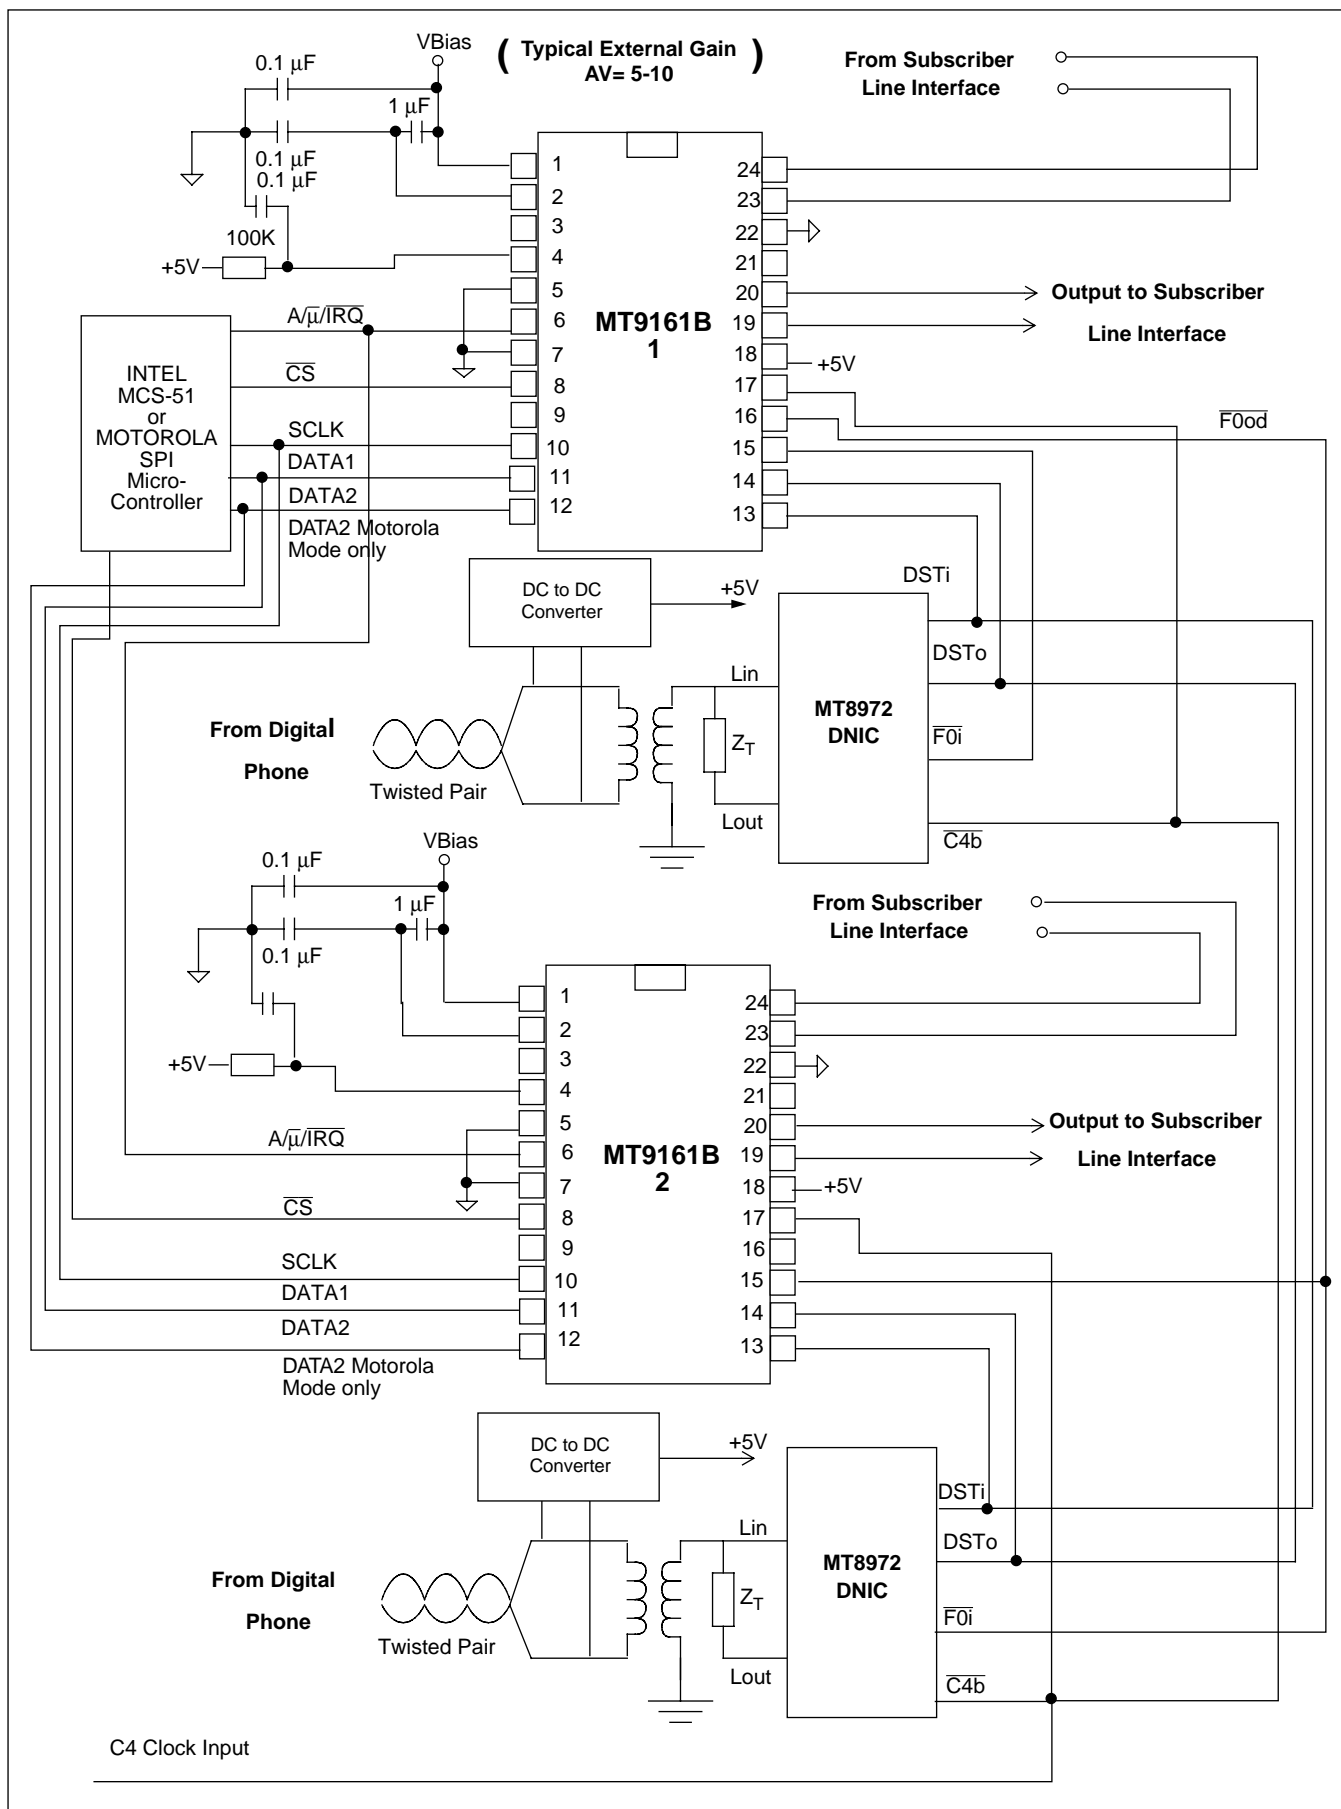 VBias
( Typical External Gain )
AV= 5-10
0.1 µF
1 µF
0.1 µF
0.1 µF
100K
+5V
From Subscriber
Line Interface
1
2
3
4
5
6
7
8
9
10
11
12
24
23
22
21
20
19
18
17
16
15
14
13
MT9161B
1
+5V
Output to Subscriber
Line Interface
F0od
INTEL
MCS-51
or
MOTOROLA
SPI
Micro-
Controller
A/µ/IRQ
CS
SCLK
DATA1
DATA2
DATA2 Motorola
Mode only
DC to DC
Converter
+5V
DSTi
DSTo
F0i
C4b
MT8972
DNIC
Lin
ZT
Lout
From Digital
Phone
Twisted Pair
VBias
0.1 µF
1 µF
0.1 µF
+5V
From Subscriber
Line Interface
1
2
3
4
5
6
7
8
9
10
11
12
24
23
22
21
20
19
18
17
16
15
14
13
MT9161B
2
+5V
Output to Subscriber
Line Interface
A/µ/IRQ
CS
SCLK
DATA1
DATA2
DATA2 Motorola
Mode only
DC to DC
Converter
+5V
DSTi
DSTo
F0i
C4b
MT8972
DNIC
Lin
ZT
Lout
From Digital
Phone
Twisted Pair
C4 Clock Input